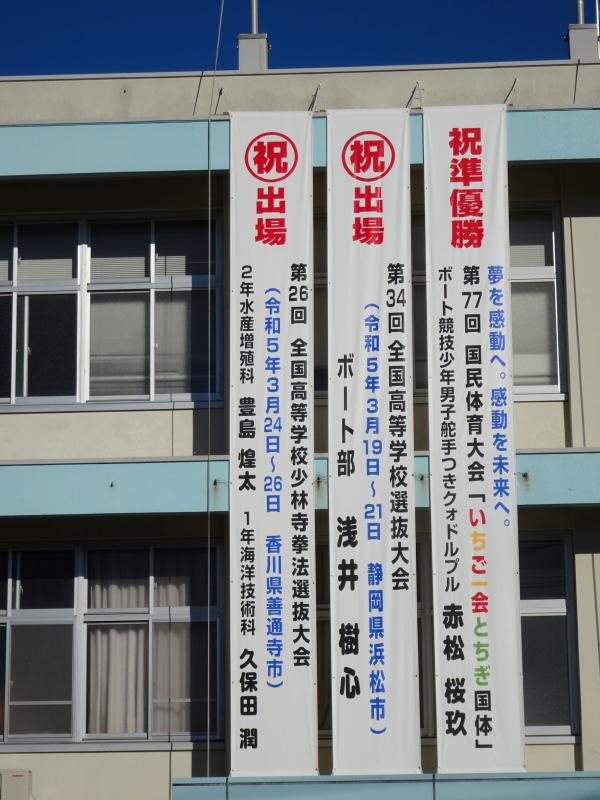 祝準優勝
夢を感動へ。感動を未来へ。
第77回 国民体育大会「いちご一会とちぎ国体」
ボート競技少年男子舵手つきクォドルプル 赤松 桜玖
祝出場
第34回 全国高等学校選抜大会
(令和5年3月19日~21日 静岡県浜松市)
ボート部 浅井 樹心
祝出場
第26回 全国高等学校少林寺拳法選抜大会
(令和5年3月24日~26日 香川県善通寺市)
2年水産増殖科 豊島 煌太 1年海洋技術科 久保田 潤